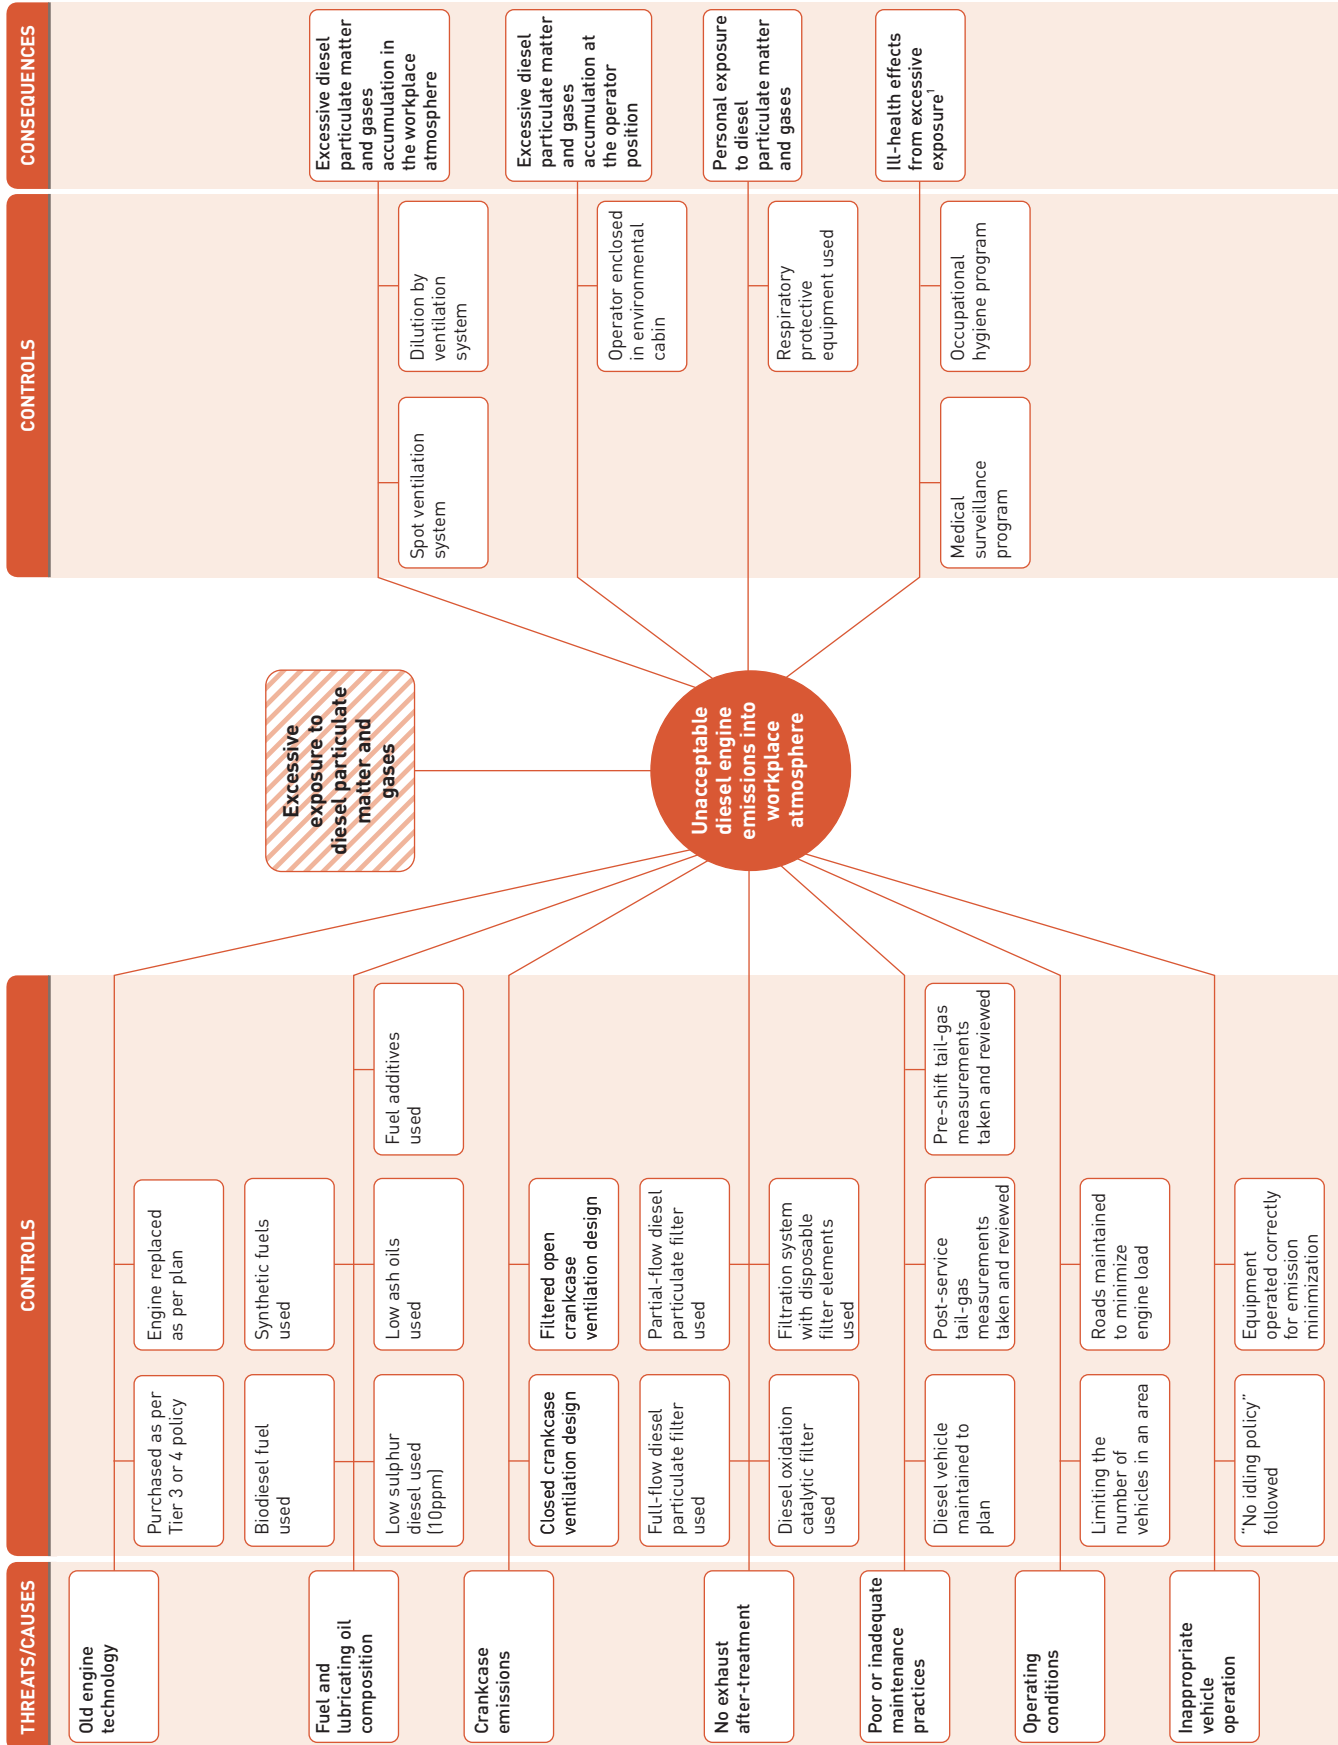 THREATS/CAUSES
CONTROLS
CONTROLS
CONSEQUENCES
Old engine
technology
Purchased as per
Tier 3 or 4 policy
Engine replaced
as per plan
Fuel and
lubricating oil
composition
Biodiesel fuel
used
Synthetic fuels
used
Low sulphur
diesel used
(10ppm)
Low ash oils
used
Fuel additives
used
Crankcase
emissions
Closed crankcase
ventilation design
Filtered open
crankcase
ventilation design
No exhaust
after-treatment
Full-flow diesel
particulate filter
used
Partial-flow diesel
particulate filter
used
Diesel oxidation
catalytic filter
used
Filtration system
with disposable
filter elements
used
Poor or inadequate
maintenance
practices
Diesel vehicle
maintained to
plan
Post-service
tail-gas
measurements
taken and reviewed
Pre-shift tail-gas
measurements
taken and reviewed
Operating
conditions
Limiting the
number of
vehicles in an area
Roads maintained
to minimize
engine load
Inappropriate
vehicle
operation
“No idling policy”
followed
Equipment
operated correctly
for emission
minimization
Excessive
exposure to
diesel particulate
matter and
gases
Unacceptable
diesel engine
emissions into
workplace
atmosphere
Spot ventilation
system
Dilution by
ventilation
system
Excessive diesel
particulate matter
and gases
accumulation in
the workplace
atmosphere
Operator enclosed
in environmental
cabin
Excessive diesel
particulate matter
and gases
accumulation at
the operator
position
Respiratory
protective
equipment used
Personal exposure
to diesel
particulate matter
and gases
Medical
surveillance
program
Occupational
hygiene program
Ill-health effects
from excessive
exposure¹